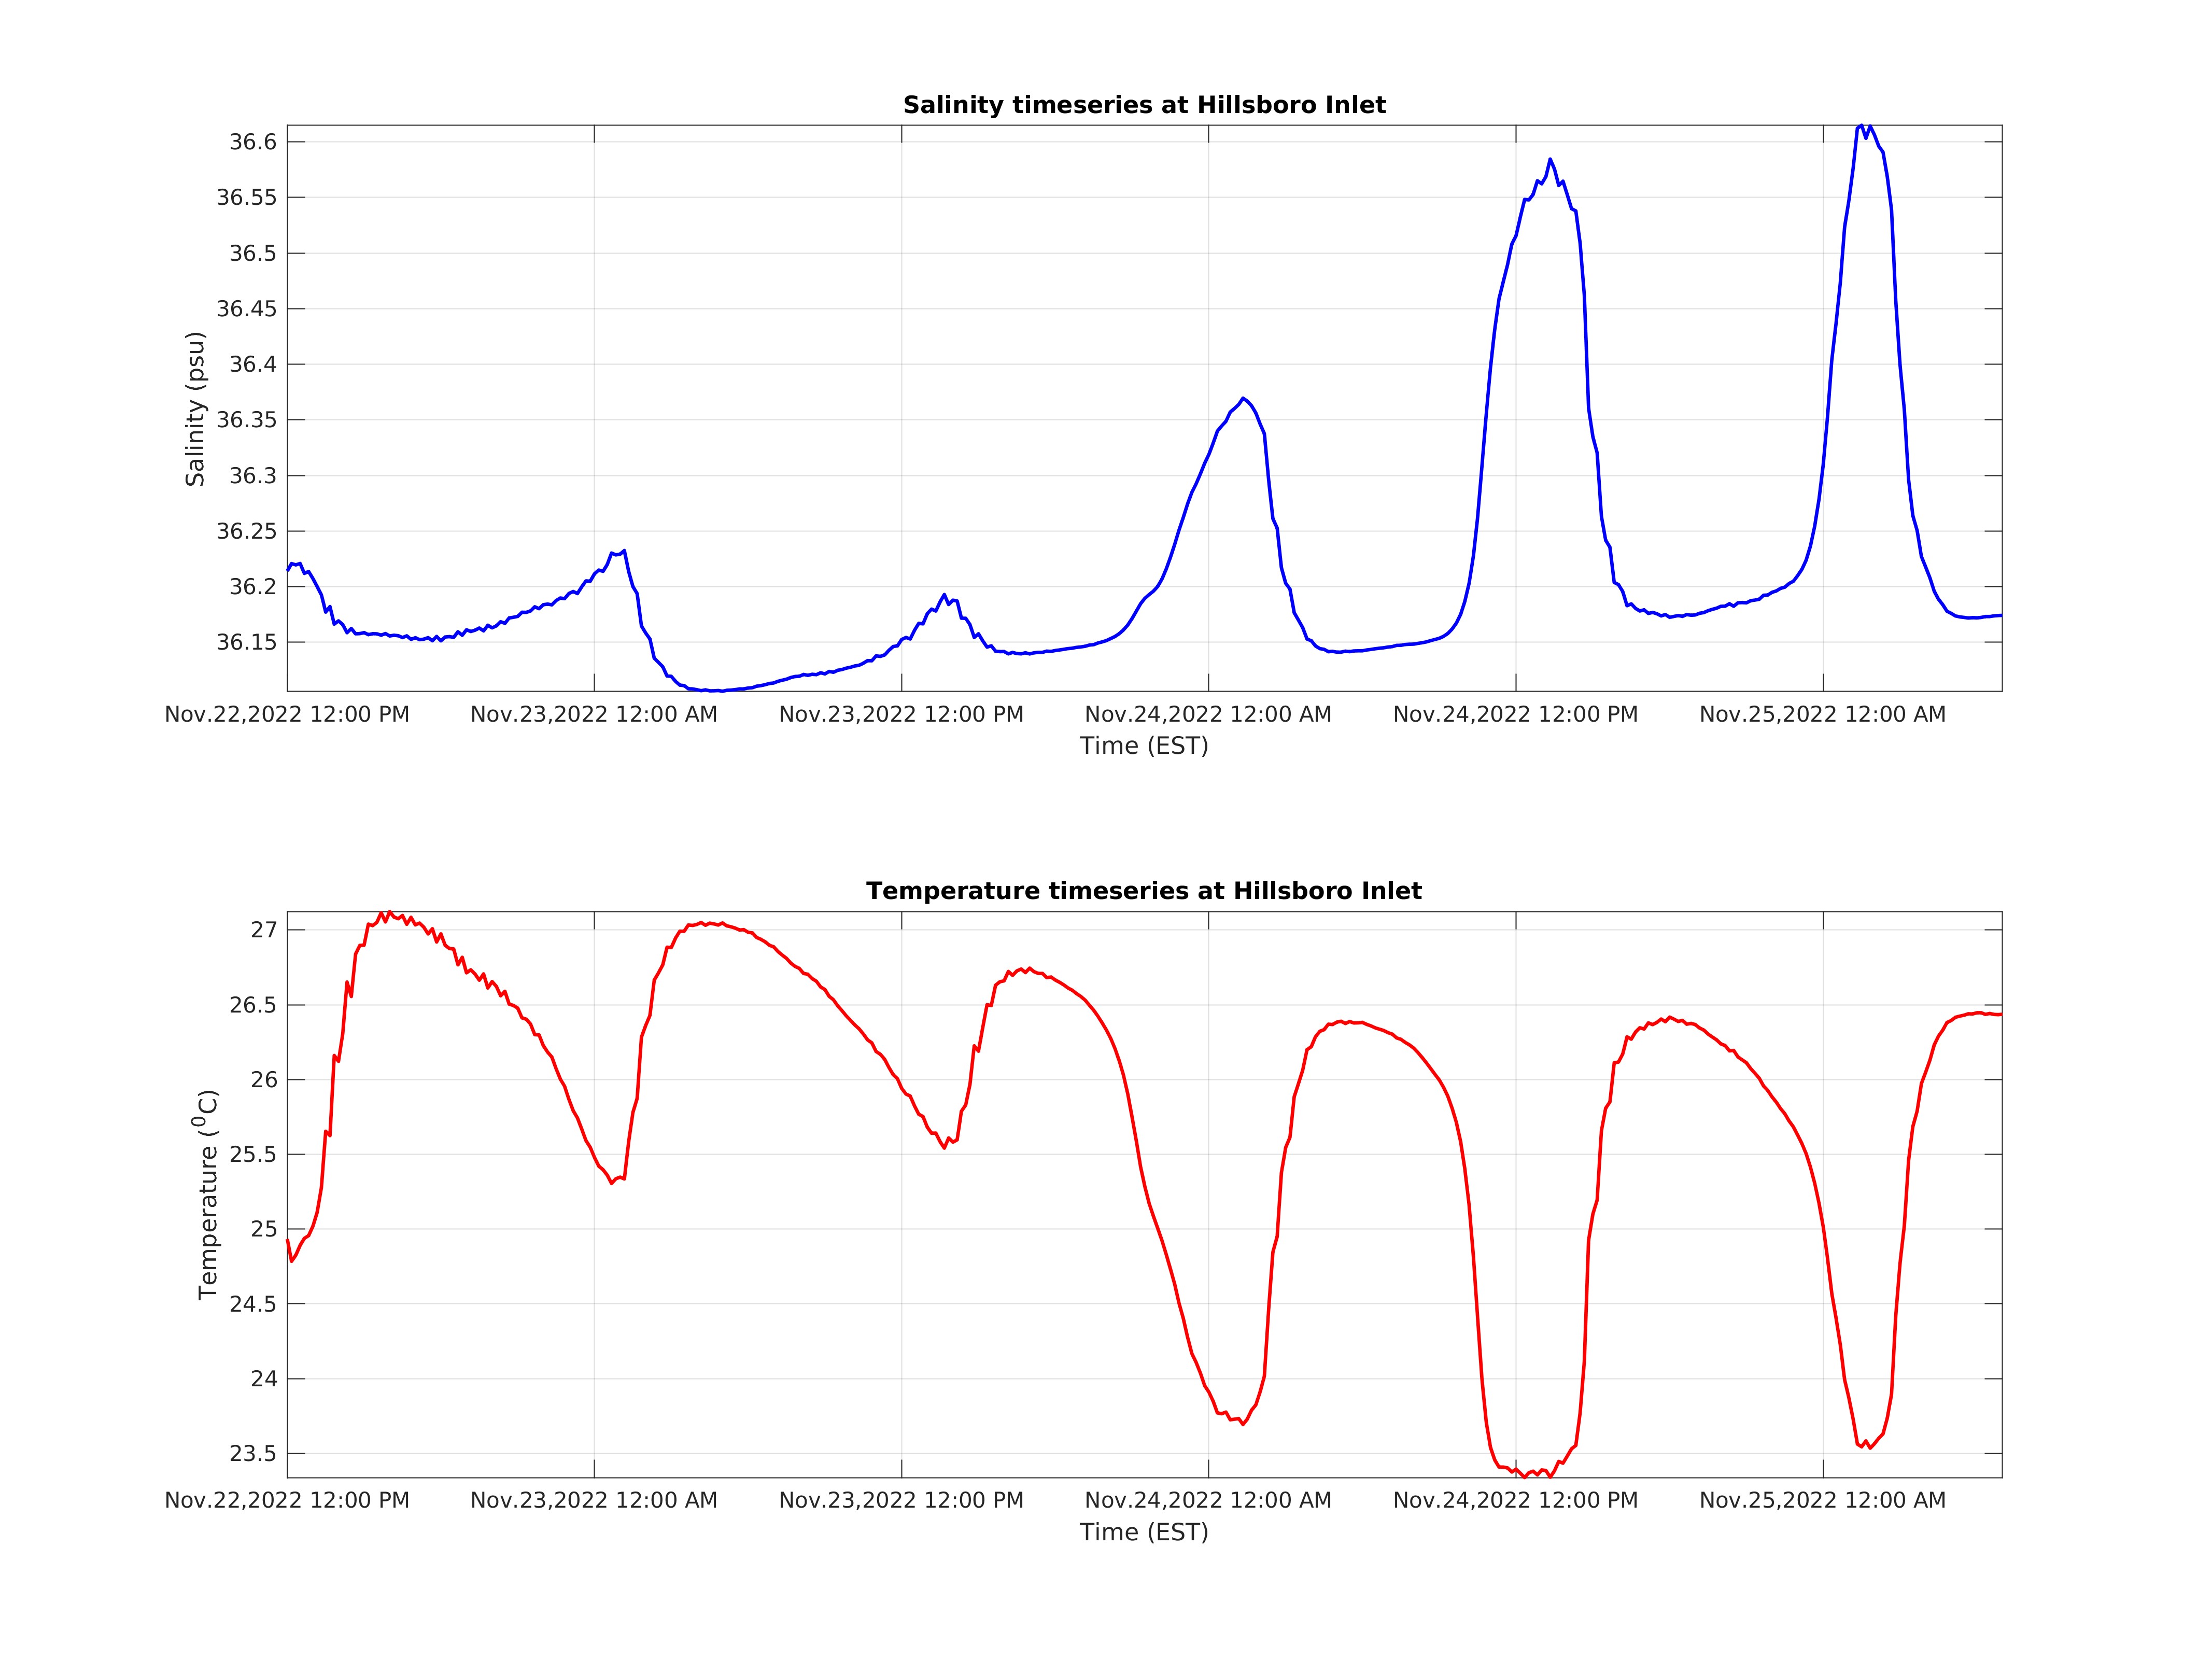 Salinity timeseries at Hillsboro Inlet
36.6
36.55
36.5
36.45
36.4
36.35
36.3
36.25
36.2
36.15
Salinity (psu)
Nov.22,2022 12:00 PM Nov.23,2022 12:00 AM Nov.23,2022 12:00 PM Nov.24,2022 12:00 AM Nov.24,2022 12:00 PM Nov.25,2022 12:00 AM
Time (EST)
Temperature timeseries at Hillsboro Inlet
27
26.5
26
25.5
25
24.5
24
23.5
Temperature (⁰C)
Nov.22,2022 12:00 PM Nov.23,2022 12:00 AM Nov.23,2022 12:00 PM Nov.24,2022 12:00 AM Nov.24,2022 12:00 PM Nov.25,2022 12:00 AM
Time (EST)